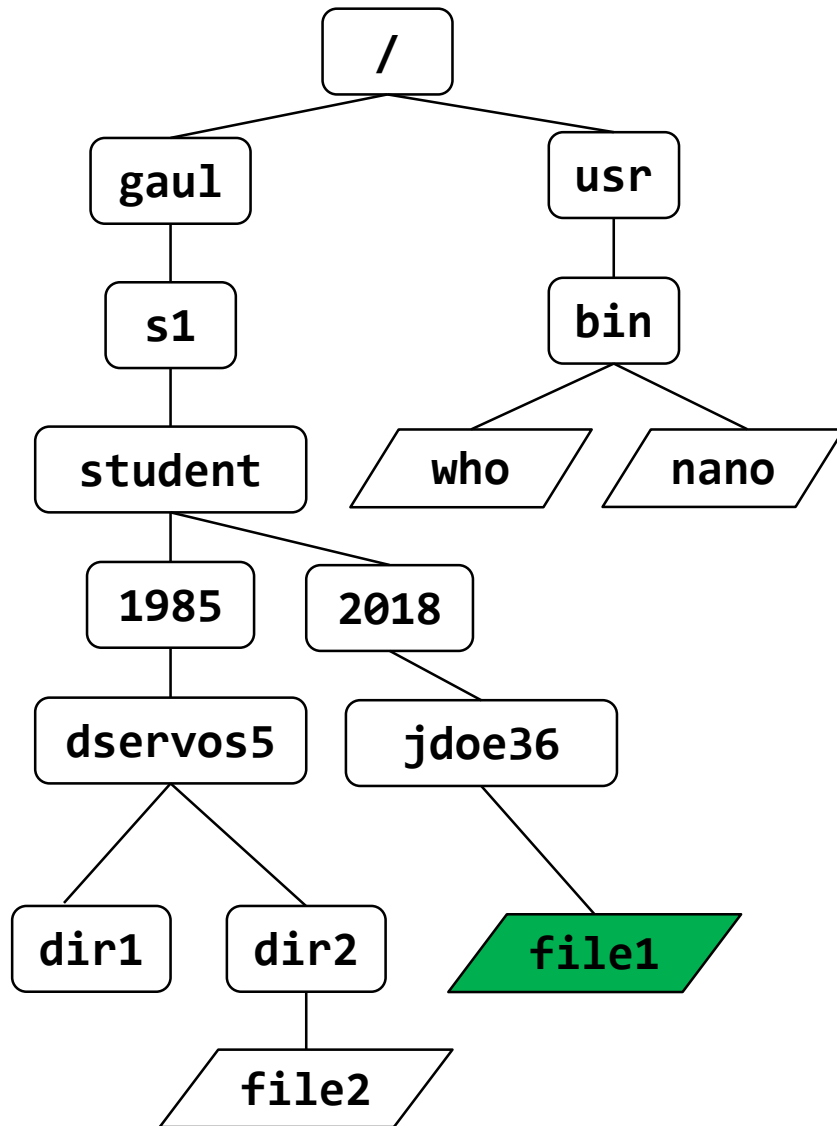 /
gaul
usr
s1
bin
student
who
nano
1985
2018
dservos5
jdoe36
dir1
dir2
file1
file2